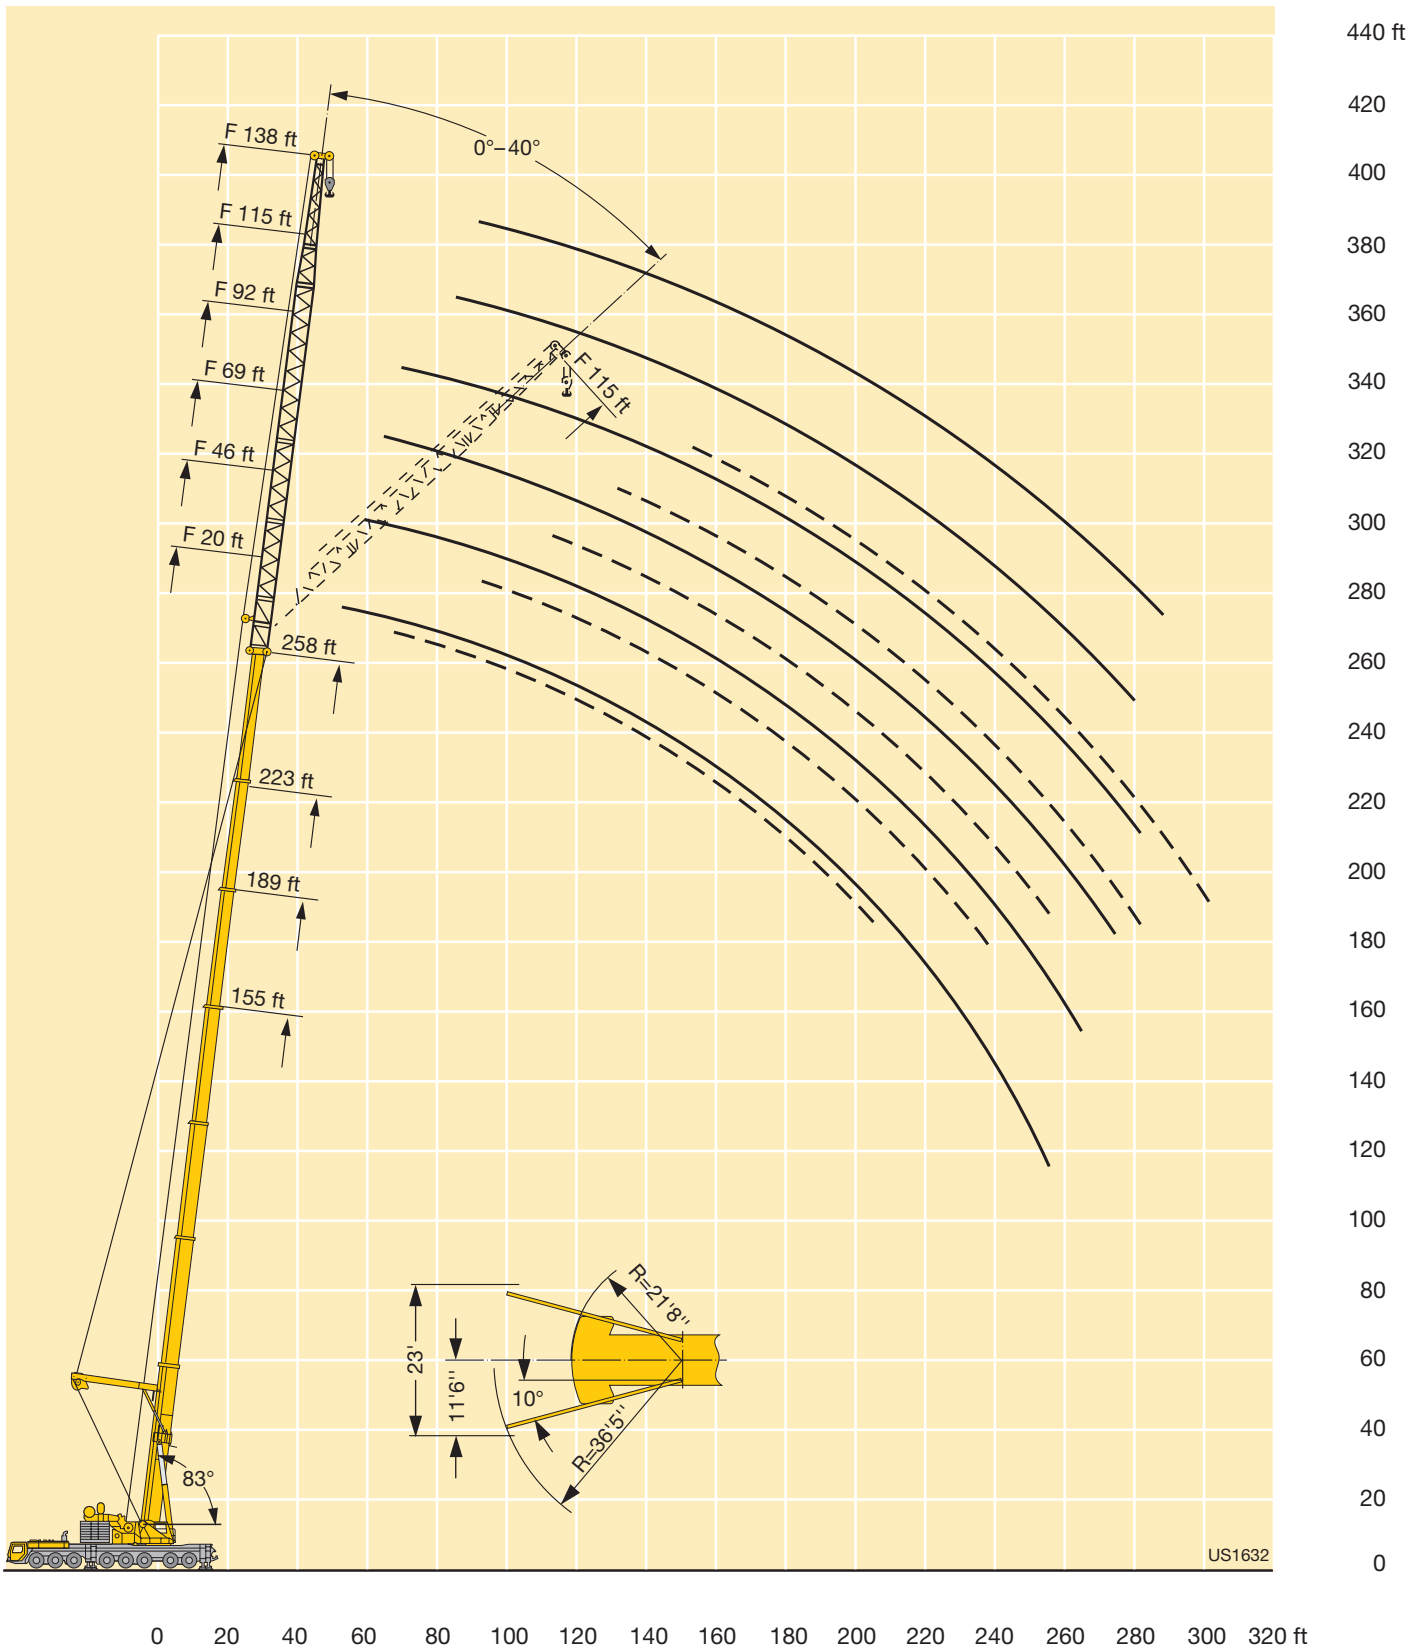 440 ft
420
400
380
360
340
320
300
280
260
240
220
200
180
160
140
120
100
80
60
40
20
0
0°–40°
F 138 ft
F 115 ft
F 92 ft
F 69 ft
F 46 ft
F 20 ft
F 115 ft
258 ft
223 ft
189 ft
155 ft
83°
R=21'8''
23'
11'6''
10°
R=36'5''
US1632
0 20 40 60 80 100 120 140 160 180 200 220 240 260 280 300 320 ft